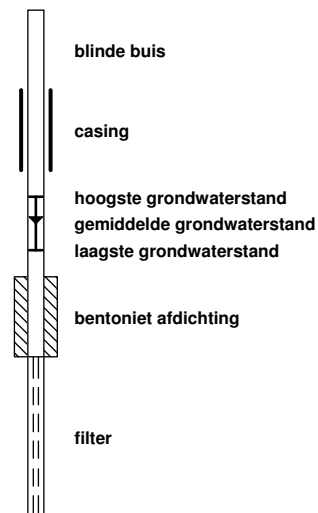 blinde buis
casing
hoogste grondwaterstand
gemiddelde grondwaterstand
laagste grondwaterstand
bentoniet afdichting
filter